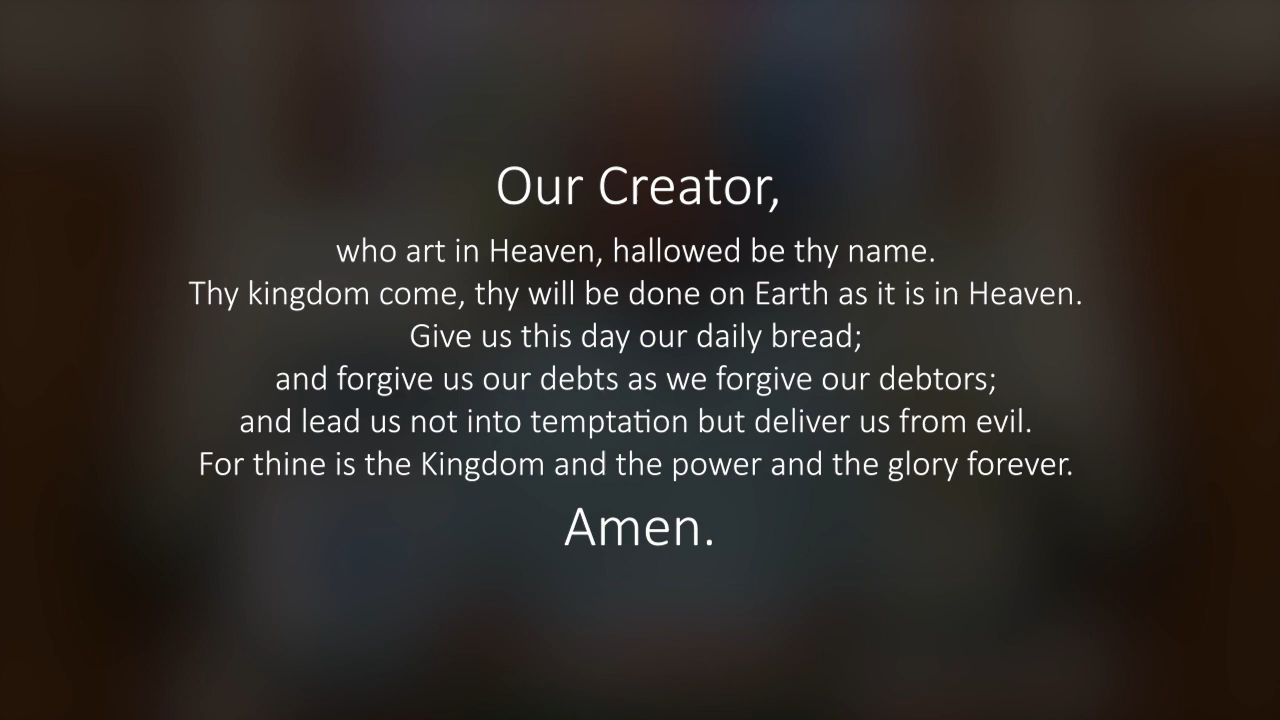 Our Creator,
who art in Heaven, hallowed be thy name.
Thy kingdom come, thy will be done on Earth as it is in Heaven.
Give us this day our daily bread;
and forgive us our debts as we forgive our debtors;
and lead us not into temptation but deliver us from evil.
For thine is the Kingdom and the power and the glory forever.
Amen.